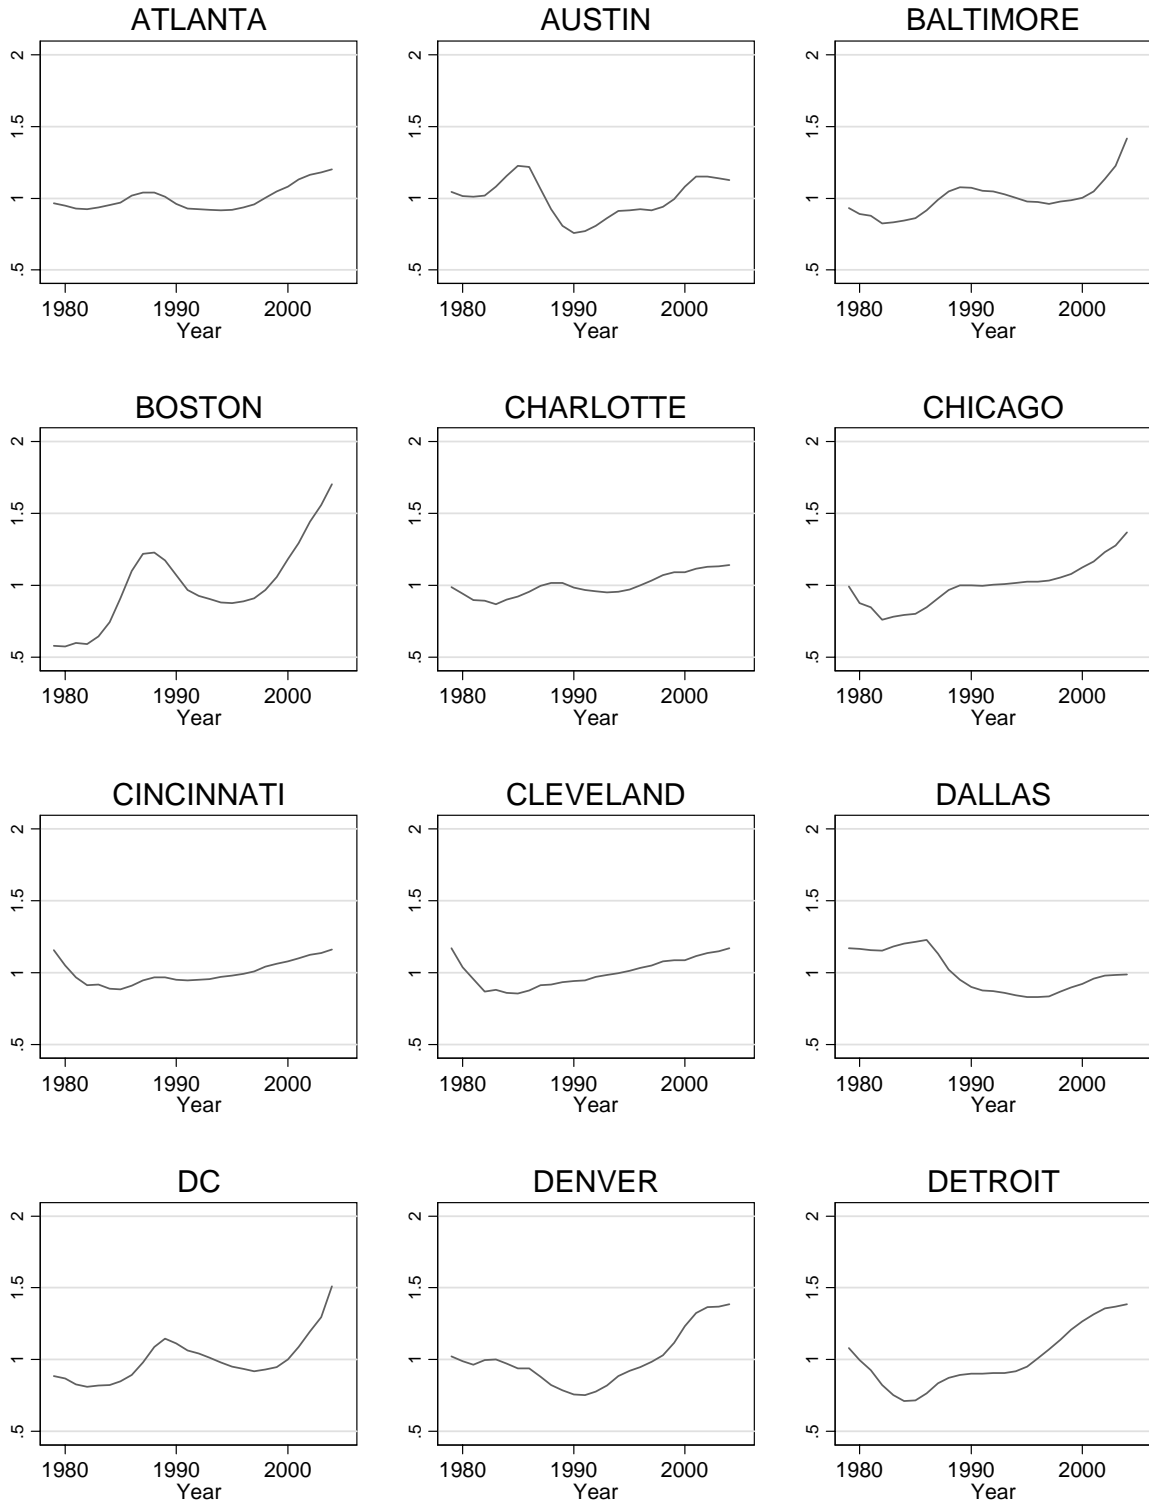 ATLANTA AUSTIN BALTIMORE
2 2 2
1.5 1.5 1.5
1 1 1
.5 .5 .5
1980 1990 2000 1980 1990 2000 1980 1990 2000
Year Year Year
BOSTON CHARLOTTE CHICAGO
2 2 2
1.5 1.5 1.5
1 1 1
.5 .5 .5
1980 1990 2000 1980 1990 2000 1980 1990 2000
Year Year Year
CINCINNATI CLEVELAND DALLAS
2 2 2
1.5 1.5 1.5
1 1 1
.5 .5 .5
1980 1990 2000 1980 1990 2000 1980 1990 2000
Year Year Year
DC DENVER DETROIT
2 2 2
1.5 1.5 1.5
1 1 1
.5 .5 .5
1980 1990 2000 1980 1990 2000 1980 1990 2000
Year Year Year